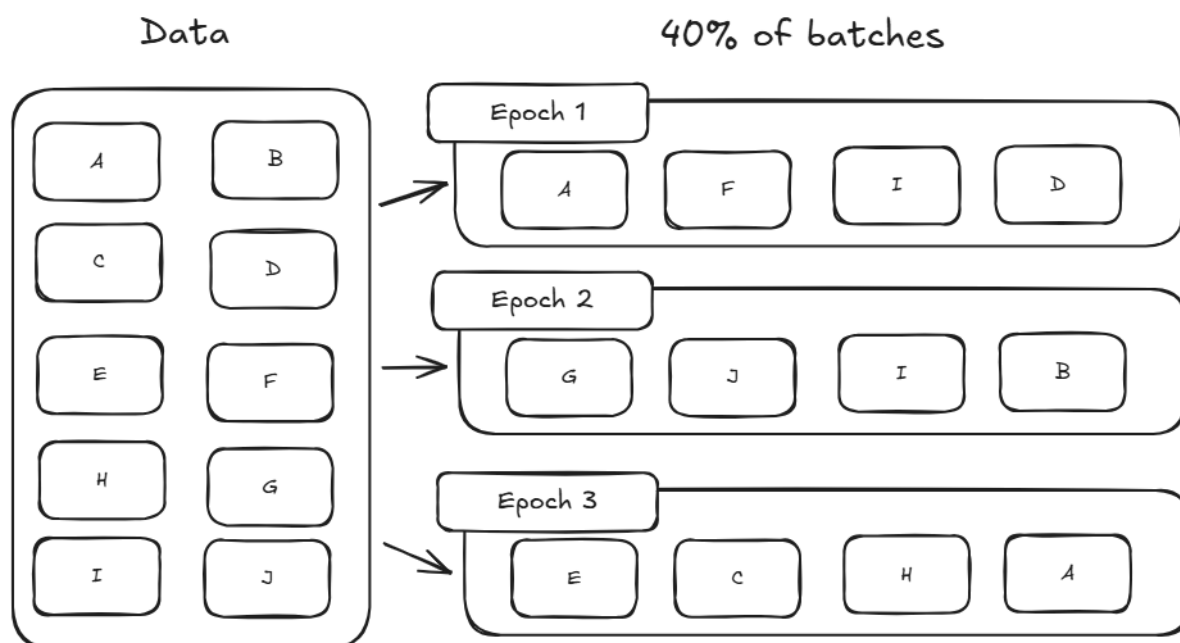 Data
40% of batches
A
B
C
D
E
F
H
G
I
J
Epoch 1
A F I D
Epoch 2
G J I B
Epoch 3
E C H A